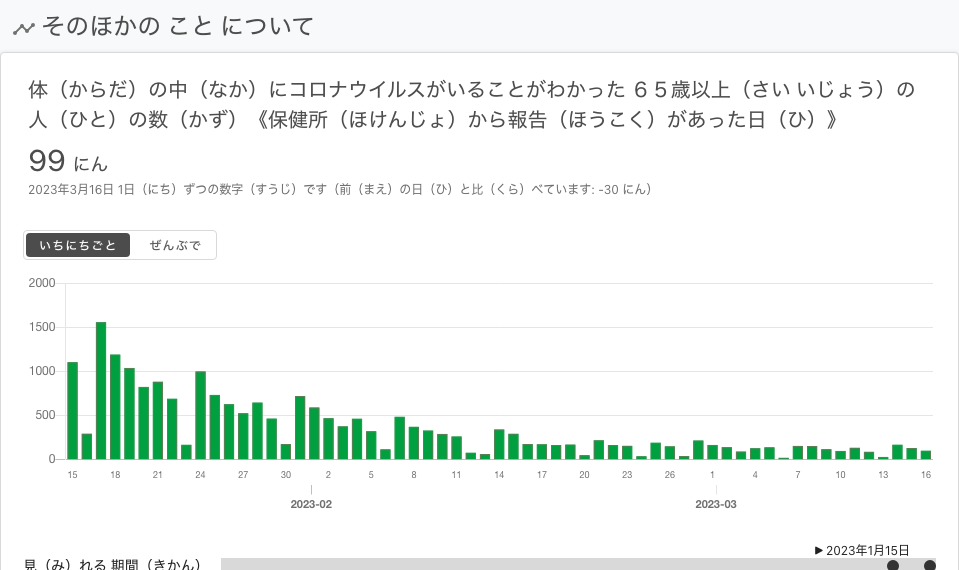 そのほかの こと について
体（からだ）の中（なか）にコロナウイルスがいることがわかった ６５歳以上（さい いじょう）の
人（ひと）の数（かず）《保健所（ほけんじょ）から報告（ほうこく）があった日（ひ）》
99 にん
2023年3月16日 1日（にち）ずつの数字（すうじ）です（前（まえ）の日（ひ）と比（くら）べています: -30 にん）
いちにちごと ぜんぶで
2000
1500
1000
500
0
15 18 21 24 27 30 2 5 8 11 14 17 20 23 26 1 4 7 10 13 16
2023-02 2023-03
▶ 2023年1月15日
見（み）れる 期間（きかん）